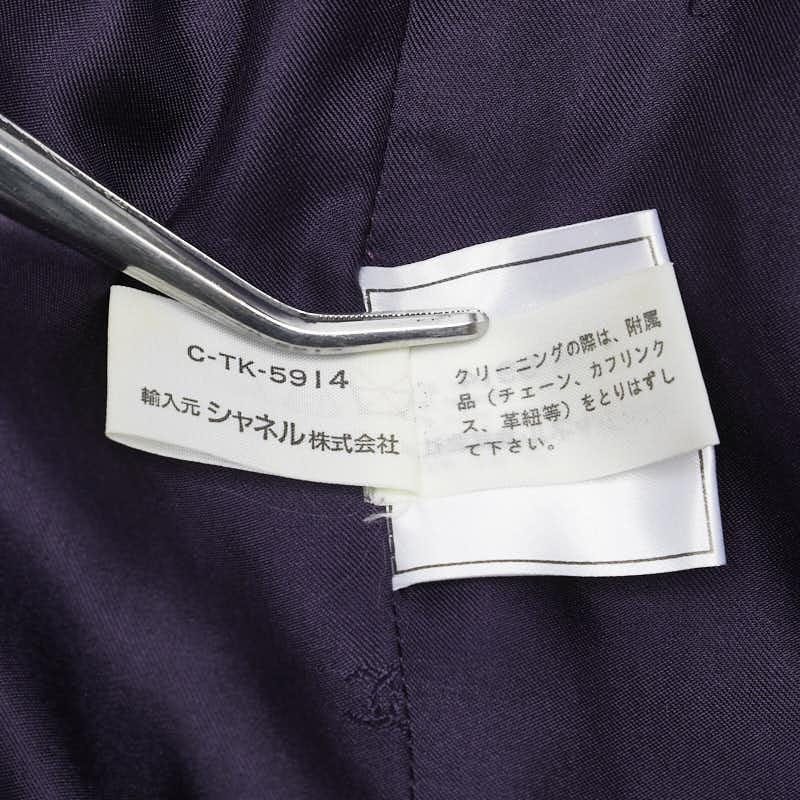 C-TK-5914
輸入元 シャネル株式会社
クリーニングの際は、附属
品（チェーン、カフリンク
ス、革紐等）をとりはずし
て下さい。